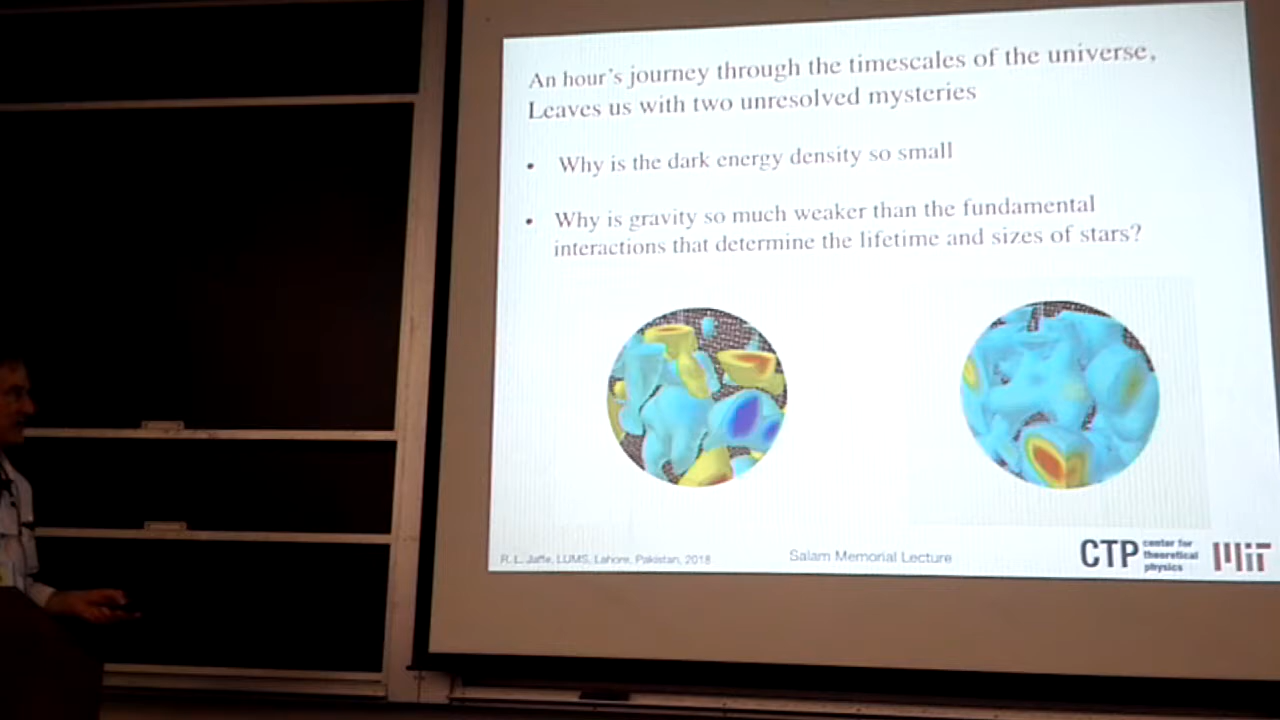 An hour's journey through the timescales of the universe,
Leaves us with two unresolved mysteries
• Why is the dark energy density so small
• Why is gravity so much weaker than the fundamental
interactions that determine the lifetime and sizes of stars?
R. L. Jaffe, LUMS, Lahore, Pakistan, 2018
Salam Memorial Lecture
CTP
center for
theoretical
physics
MIT